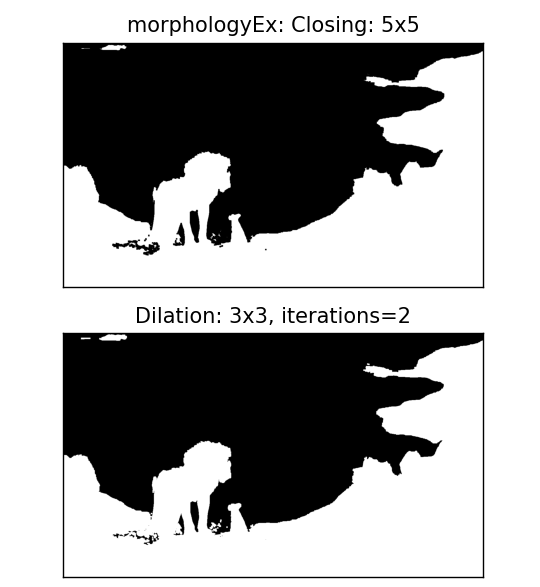 morphologyEx: Closing: 5x5
Dilation: 3x3, iterations=2